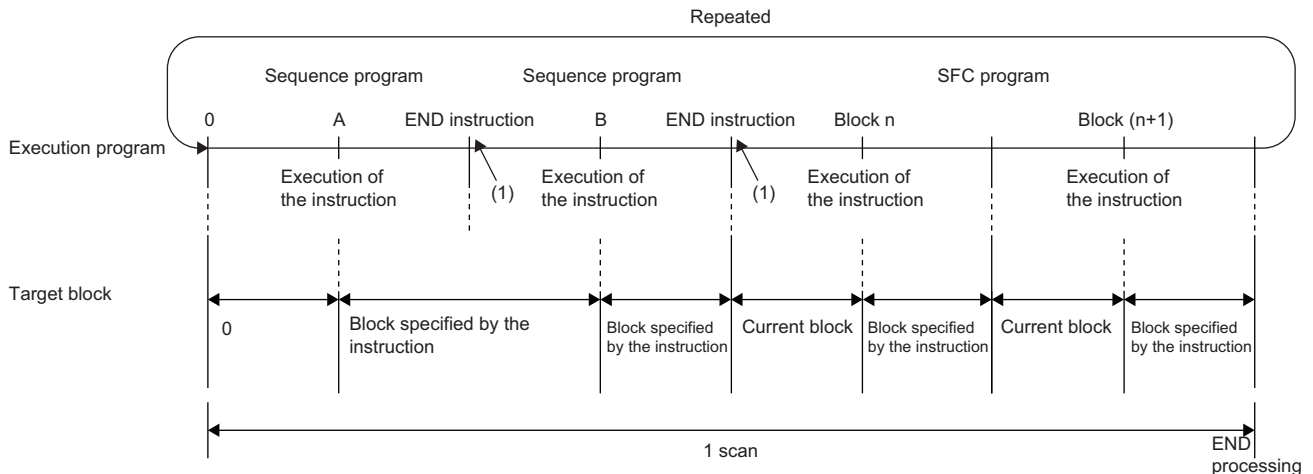 Repeated
Sequence program
Sequence program
SFC program
0
A
END instruction
B
END instruction
Block n
Block (n+1)
Execution program
Execution of
the instruction
(1)
Execution of
the instruction
(1)
Execution of
the instruction
Execution of
the instruction
Target block
0
Block specified by the
instruction
Block specified
by the instruction
Current block
Block specified
by the instruction
Current block
Block specified
by the instruction
1 scan
END
processing